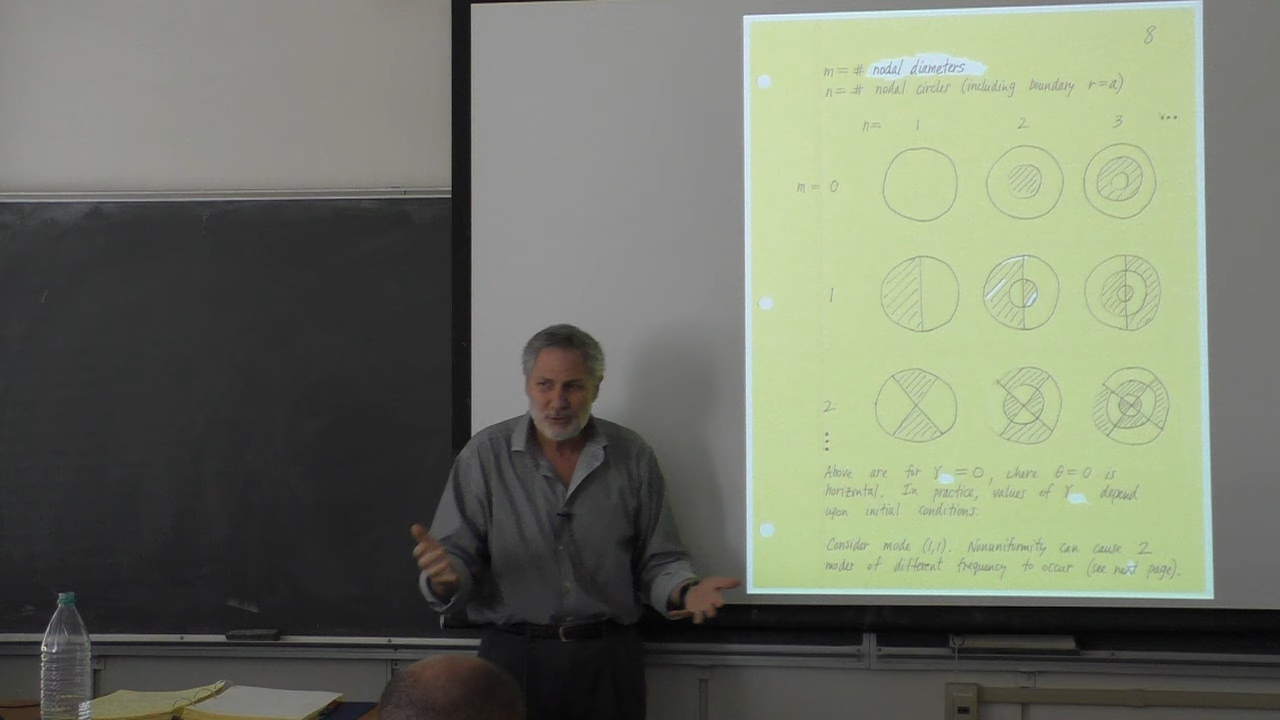 8
m = # nodal diameters
n = # nodal circles (including boundary r=a)
n= 1 2 3 ...
m = 0
1
2
⋮
Above are for γ = 0, where θ = 0 is
horizontal. In practice, values of γ depend
upon initial conditions.
Consider mode (1,1). Nonuniformity can cause 2
modes of different frequency to occur (see next page).